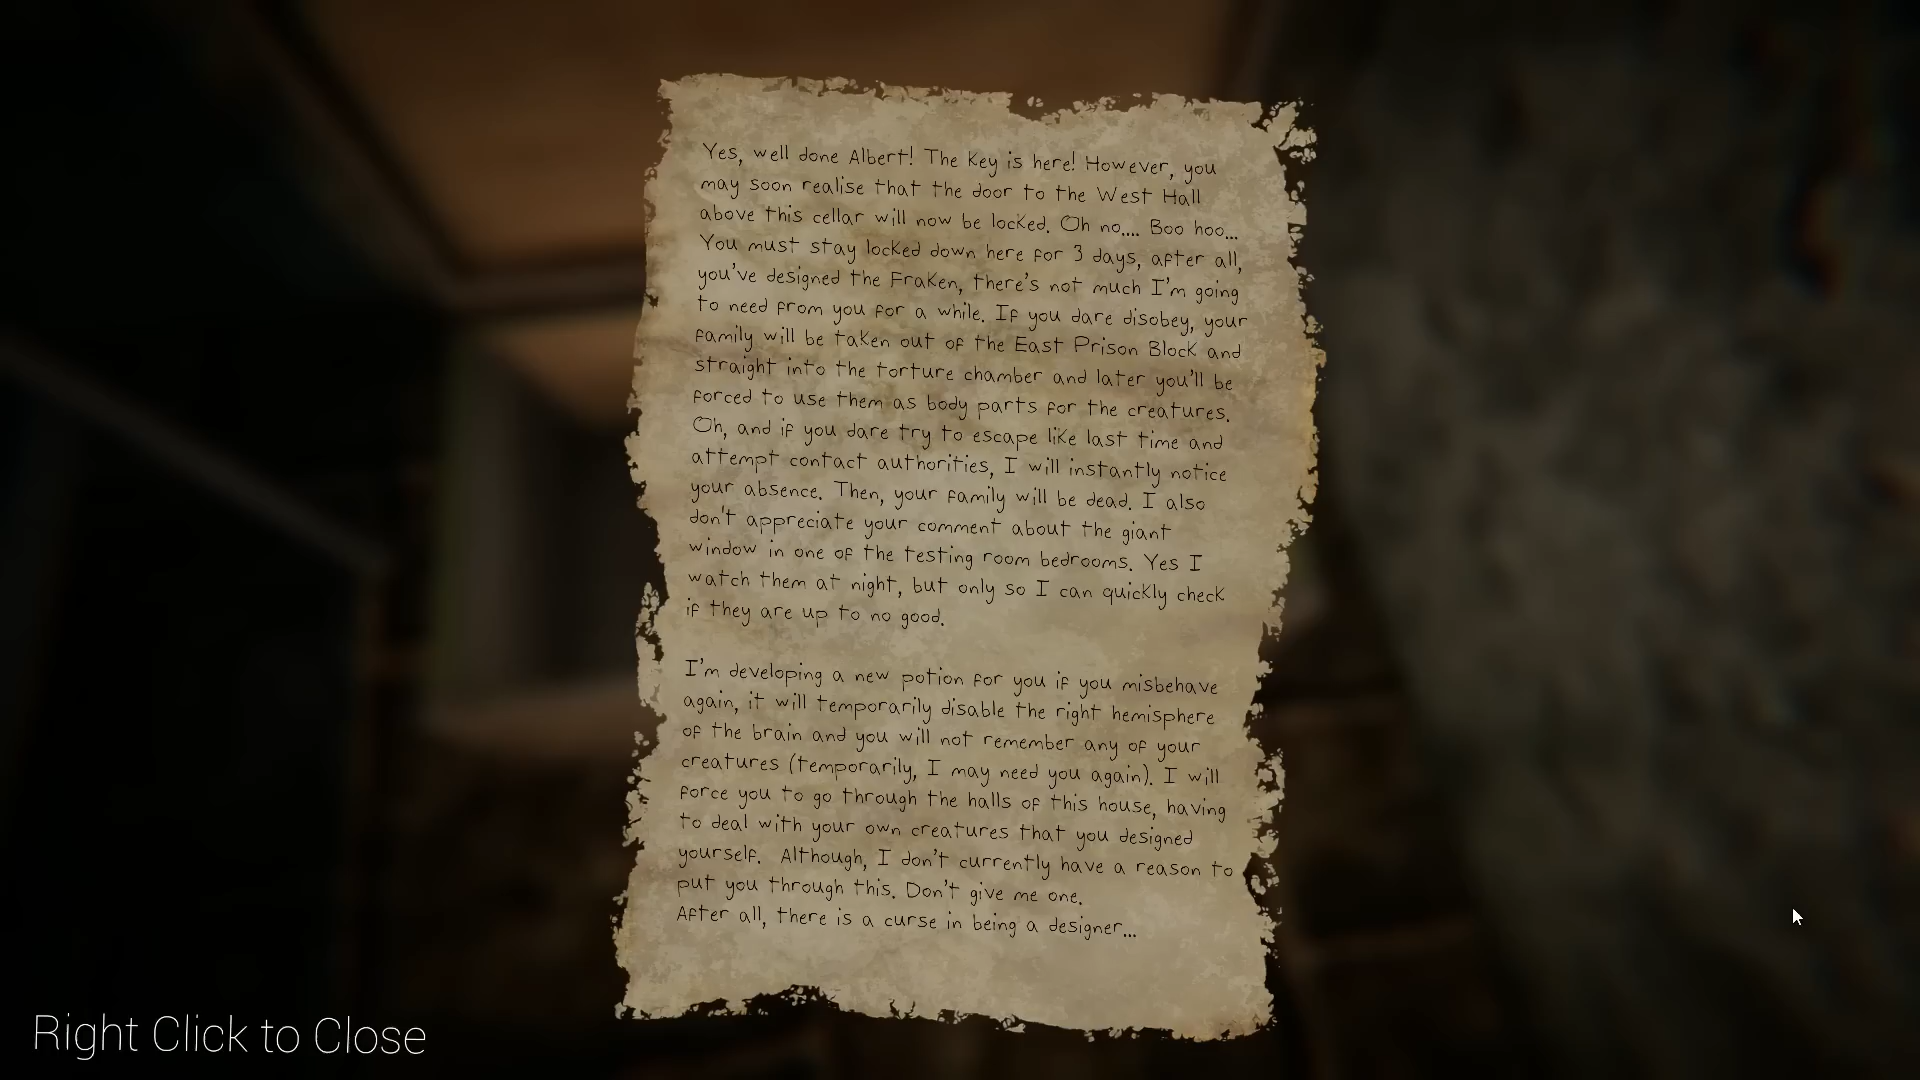 Yes, well done Albert! The Key is here! However, you
may soon realise that the door to the West Hall
above this cellar will now be locked. Oh no.... Boo hoo...
You must stay locked down here for 3 days, after all,
you've designed the Fraken, there's not much I'm going
to need from you for a while. If you dare disobey, your
family will be taken out of the East Prison Block and
straight into the torture chamber and later you'll be
forced to use them as body parts for the creatures.
Oh, and if you dare try to escape like last time and
attempt contact authorities, I will instantly notice
your absence. Then, your family will be dead. I also
don't appreciate your comment about the giant
window in one of the testing room bedrooms. Yes I
watch them at night, but only so I can quickly check
if they are up to no good.
I'm developing a new potion for you if you misbehave
again, it will temporarily disable the right hemisphere
of the brain and you will not remember any of your
creatures (temporarily, I may need you again). I will
force you to go through the halls of this house, having
to deal with your own creatures that you designed
yourself. Although, I don't currently have a reason to
put you through this. Don't give me one.
After all, there is a curse in being a designer...
Right Click to Close